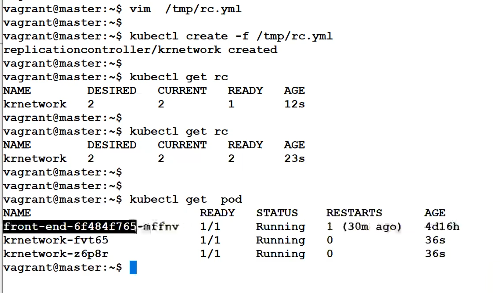 vagrant@master:~$ vim  /tmp/rc.yml
vagrant@master:~$
vagrant@master:~$ kubectl create -f /tmp/rc.yml
replicationcontroller/krnetwork created
vagrant@master:~$
vagrant@master:~$ kubectl get rc
NAME        DESIRED   CURRENT   READY   AGE
krnetwork   2         2         1       12s
vagrant@master:~$
vagrant@master:~$ kubectl get rc
NAME        DESIRED   CURRENT   READY   AGE
krnetwork   2         2         2       23s
vagrant@master:~$
vagrant@master:~$
vagrant@master:~$ kubectl get  pod
NAME                        READY   STATUS    RESTARTS      AGE
front-end-6f484f765-mffnv   1/1     Running   1 (30m ago)   4d16h
krnetwork-fvt65             1/1     Running   0             36s
krnetwork-z6p8r             1/1     Running   0             36s
vagrant@master:~$